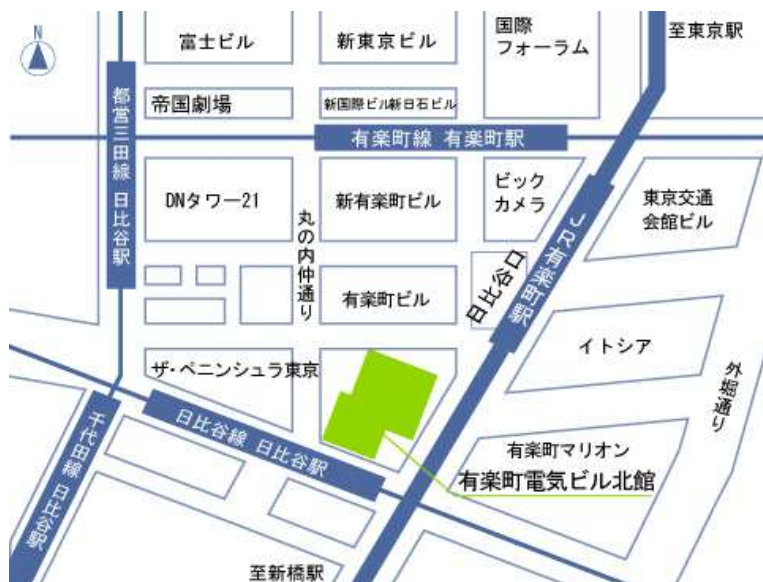 N
富士ビル
新東京ビル
国際
フォーラム
至東京駅
帝国劇場
新国際ビル
新日石ビル
都営三田線 日比谷駅
有楽町線 有楽町駅
DNタワー21
丸の内仲通り
新有楽町ビル
ビック
カメラ
JR有楽町駅
東京交通
会館ビル
日比谷口
有楽町ビル
イトシア
外堀通り
ザ・ペニンシュラ東京
日比谷線 日比谷駅
千代田線 日比谷駅
有楽町マリオン
有楽町電気ビル北館
至新橋駅